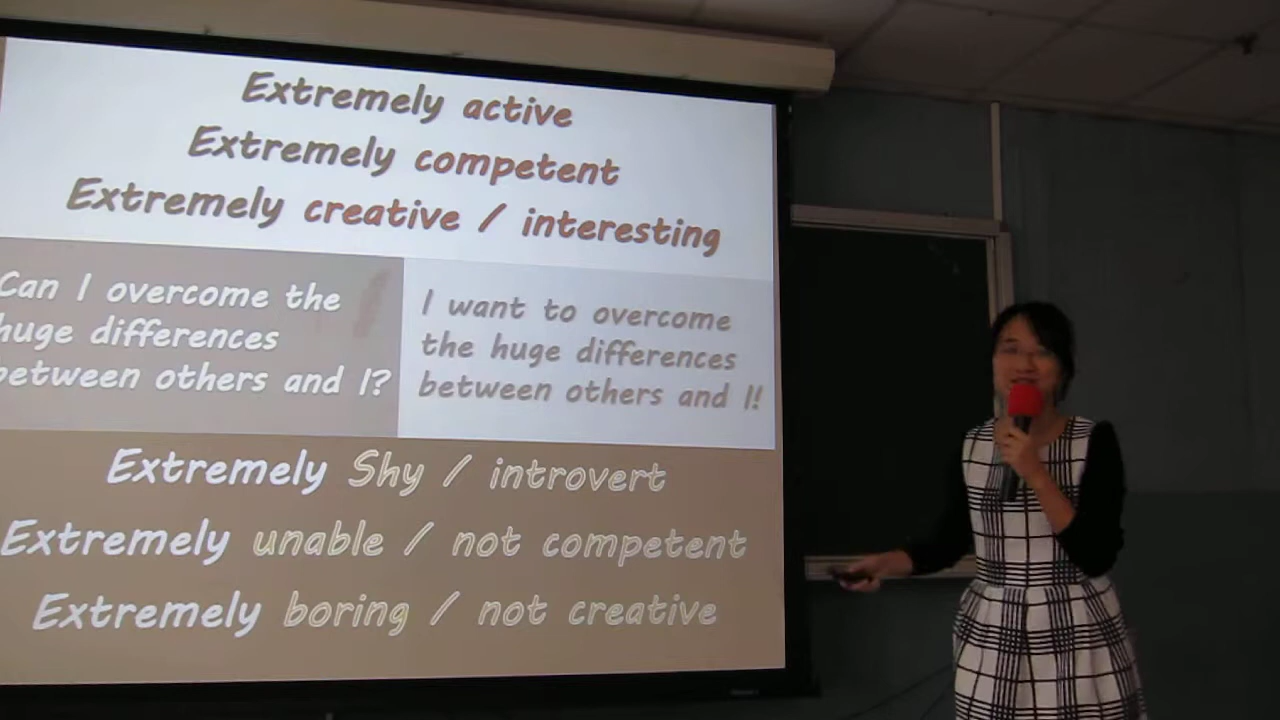 Extremely active
Extremely competent
Extremely creative / interesting
Can I overcome the
huge differences
between others and I?
I want to overcome
the huge differences
between others and I!
Extremely Shy / introvert
Extremely unable / not competent
Extremely boring / not creative